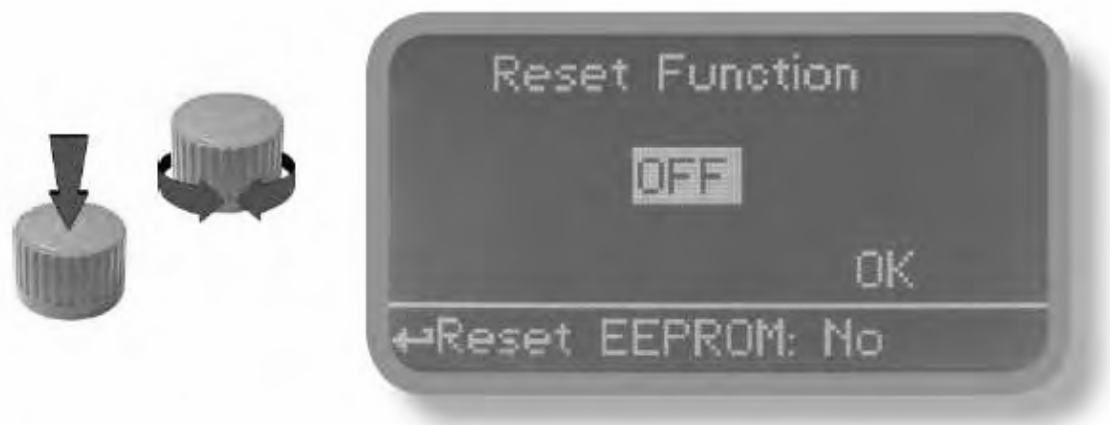 Reset Function
OFF
OK
↵Reset EEPROM: No